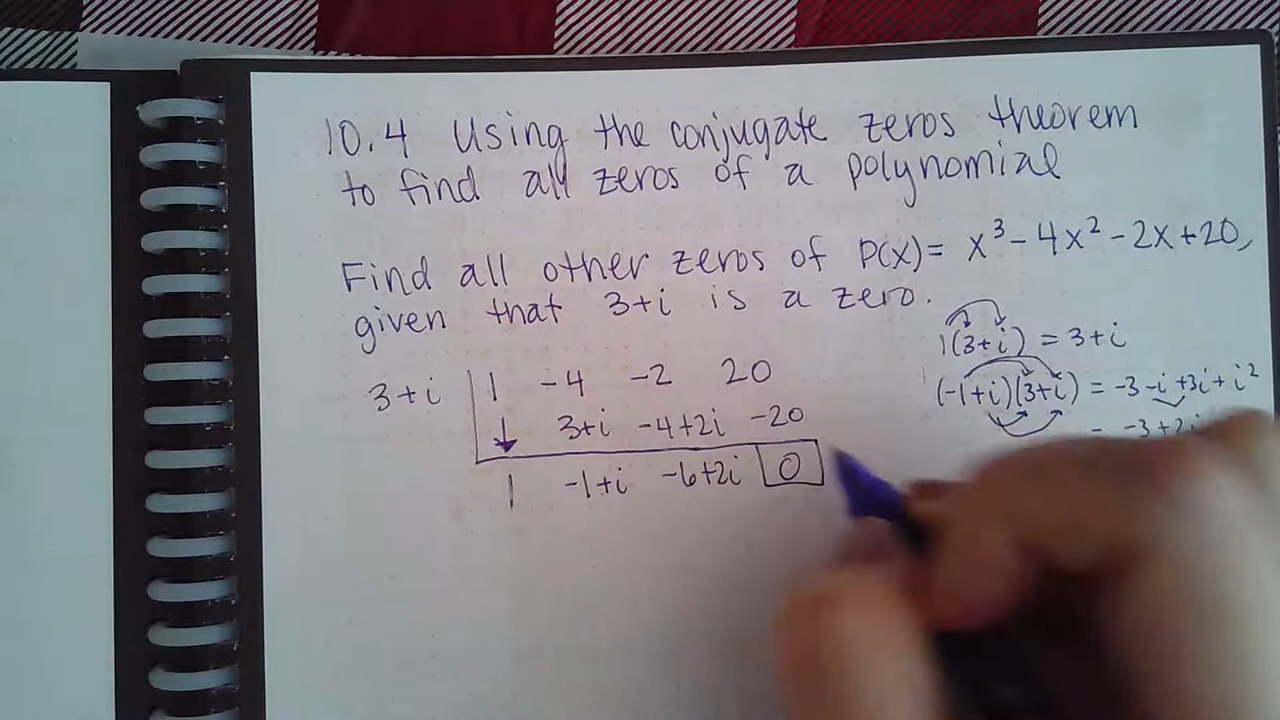 10.4 Using the conjugate zeros theorem
to find all zeros of a polynomial
Find all other zeros of P(x)= x³-4x²-2x+20,
given that 3+i is a zero.
3+i 1 -4 -2 20
3+i -4+2i -20
1 -1+i -6+2i 0
1(3+i) = 3+i
(-1+i)(3+i) = -3-i+3i+i²
= -3+2i